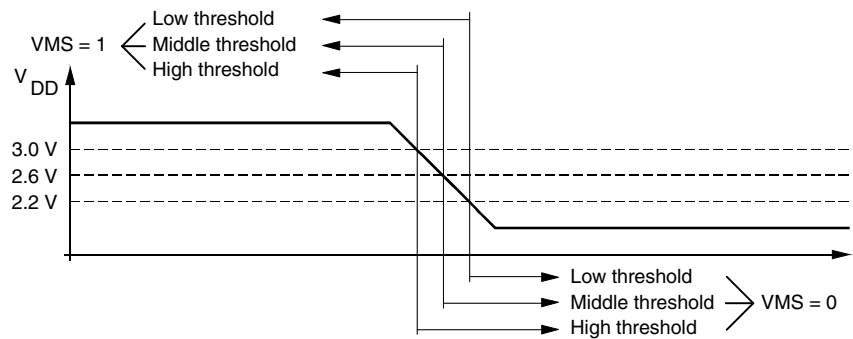 Low threshold
VMS = 1
Middle threshold
High threshold
VDD
3.0 V
2.6 V
2.2 V
Low threshold
Middle threshold
VMS = 0
High threshold